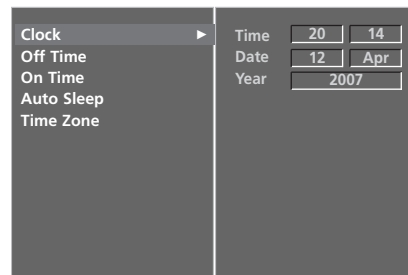 Clock
Off Time
On Time
Auto Sleep
Time Zone
Time 20 14
Date 12 Apr
Year 2007